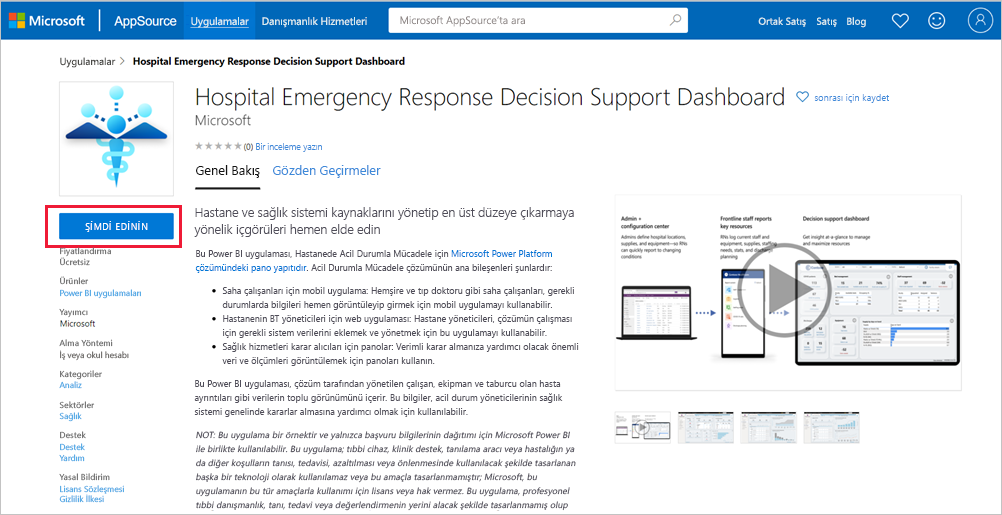 Microsoft AppSource Uygulamalar Danışmanlık Hizmetleri Microsoft AppSource'ta ara Ortak Satış Satış Blog
Uygulamalar > Hospital Emergency Response Decision Support Dashboard
Hospital Emergency Response Decision Support Dashboard sonrası için kaydet
Microsoft
(0) Bir inceleme yazın
Genel Bakış Gözden Geçirmeler
ŞİMDİ EDİNİN
Fiyatlandırma
Ücretsiz
Ürünler
Power BI uygulamaları
Yayımcı
Microsoft
Alma Yöntemi
İş veya okul hesabı
Kategoriler
Analiz
Sektörler
Sağlık
Destek
Destek
Yardım
Yasal Bildirim
Lisans Sözleşmesi
Gizlilik İlkesi
Hastane ve sağlık sistemi kaynaklarını yönetip en üst düzeye çıkarmaya
yönelik içgörüleri hemen elde edin
Bu Power BI uygulaması, Hastanede Acil Durumla Mücadele için Microsoft Power Platform
çözümündeki pano yapıtıdır. Acil Durumla Mücadele çözümünün ana bileşenleri şunlardır:
• Saha çalışanları için mobil uygulama: Hemşire ve tıp doktoru gibi saha çalışanları, gerekli
durumlarda bilgileri hemen görüntüleyip girmek için mobil uygulamayı kullanabilir.
• Hastanenin BT yöneticileri için web uygulaması: Hastane yöneticileri, çözümün çalışması
için gerekli sistem verilerini eklemek ve yönetmek için bu uygulamayı kullanabilir.
• Sağlık hizmetleri karar alıcıları için panolar: Verimli karar almanıza yardımcı olacak önemli
veri ve ölçümleri görüntülemek için panoları kullanın.
Bu Power BI uygulaması, çözüm tarafından yönetilen çalışan, ekipman ve taburcu olan hasta
ayrıntıları gibi verilerin toplu görünümünü içerir. Bu bilgiler, acil durum yöneticilerinin sağlık
sistemi genelinde kararlar almasına yardımcı olmak için kullanılabilir.
NOT: Bu uygulama bir örnektir ve yalnızca başvuru bilgilerinin dağıtımı için Microsoft Power BI
ile birlikte kullanılabilir. Bu uygulama; tıbbi cihaz, klinik destek, tanılama aracı veya hastalığın ya
da diğer koşulların tanısı, tedavisi, azaltılması veya önlenmesinde kullanılacak şekilde tasarlanan
başka bir teknoloji olarak kullanılamaz veya bu amaçla tasarlanmamıştır; Microsoft, bu
uygulamanın bu tür amaçlarla kullanımı için lisans veya hak vermez. Bu uygulama, profesyonel
tıbbi danışmanlık, tanı, tedavi veya değerlendirmenin yerini alacak şekilde tasarlanmamış olup
Admin +
configuration center
Admins define hospital locations,
supplies, and equipment—so RNs
can quickly report to changing
conditions
Frontline staff reports
key resources
RNs log current staff and
equipment, supplies, staffing
needs, stats, and discharge
planning
Decision support dashboard
Get insight at-a-glance to manage
and maximize resources